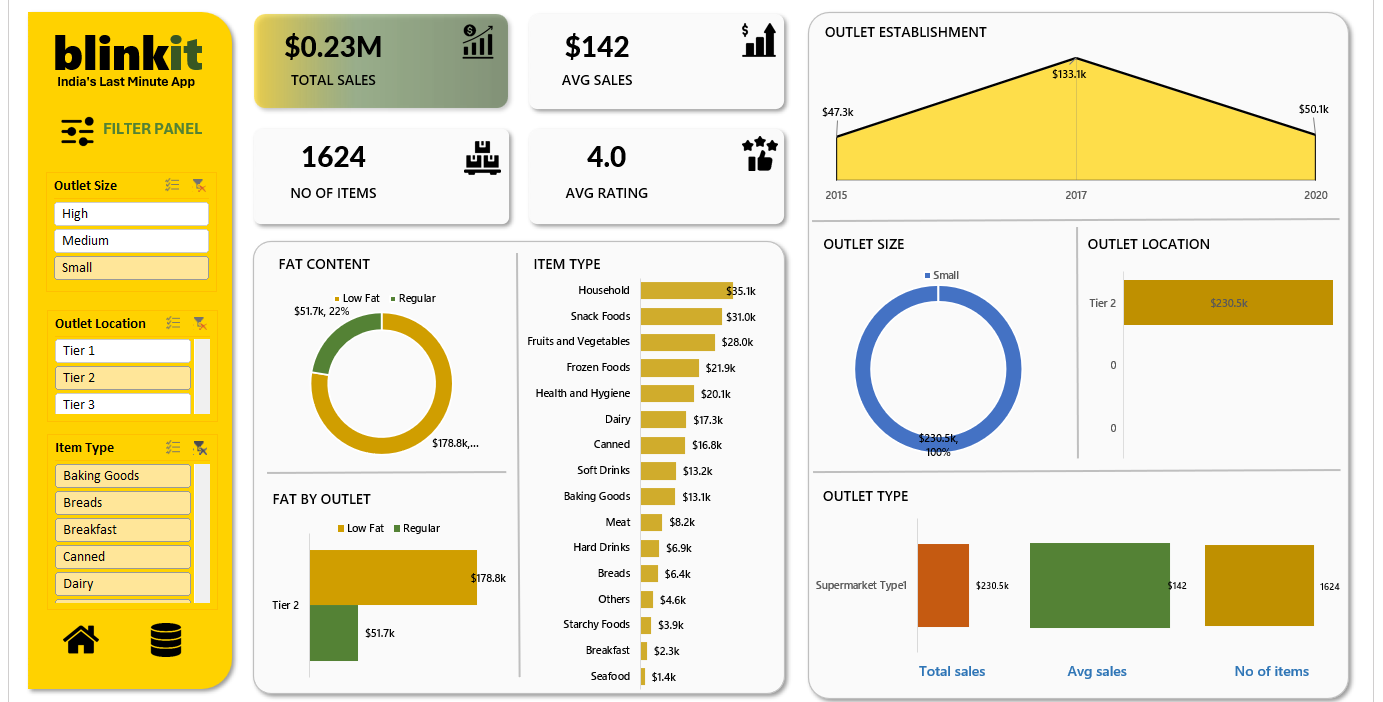 blinkit
India's Last Minute App
FILTER PANEL
Outlet Size
High
Medium
Small
Outlet Location
Tier 1
Tier 2
Tier 3
Item Type
Baking Goods
Breads
Breakfast
Canned
Dairy
$0.23M
TOTAL SALES
$142
AVG SALES
1624
NO OF ITEMS
4.0
AVG RATING
FAT CONTENT
Low Fat Regular
$51.7k, 22%
$178.8k,...
FAT BY OUTLET
Low Fat Regular
$178.8k
Tier 2
$51.7k
ITEM TYPE
Household $35.1k
Snack Foods $31.0k
Fruits and Vegetables $28.0k
Frozen Foods $21.9k
Health and Hygiene $20.1k
Dairy $17.3k
Canned $16.8k
Soft Drinks $13.2k
Baking Goods $13.1k
Meat $8.2k
Hard Drinks $6.9k
Breads $6.4k
Others $4.6k
Starchy Foods $3.9k
Breakfast $2.3k
Seafood $1.4k
OUTLET ESTABLISHMENT
$133.1k
$47.3k
$50.1k
2015 2017 2020
OUTLET SIZE
Small
$230.5k,
100%
OUTLET LOCATION
Tier 2 $230.5k
0
0
OUTLET TYPE
Supermarket Type1 $230.5k $142 1624
Total sales Avg sales No of items